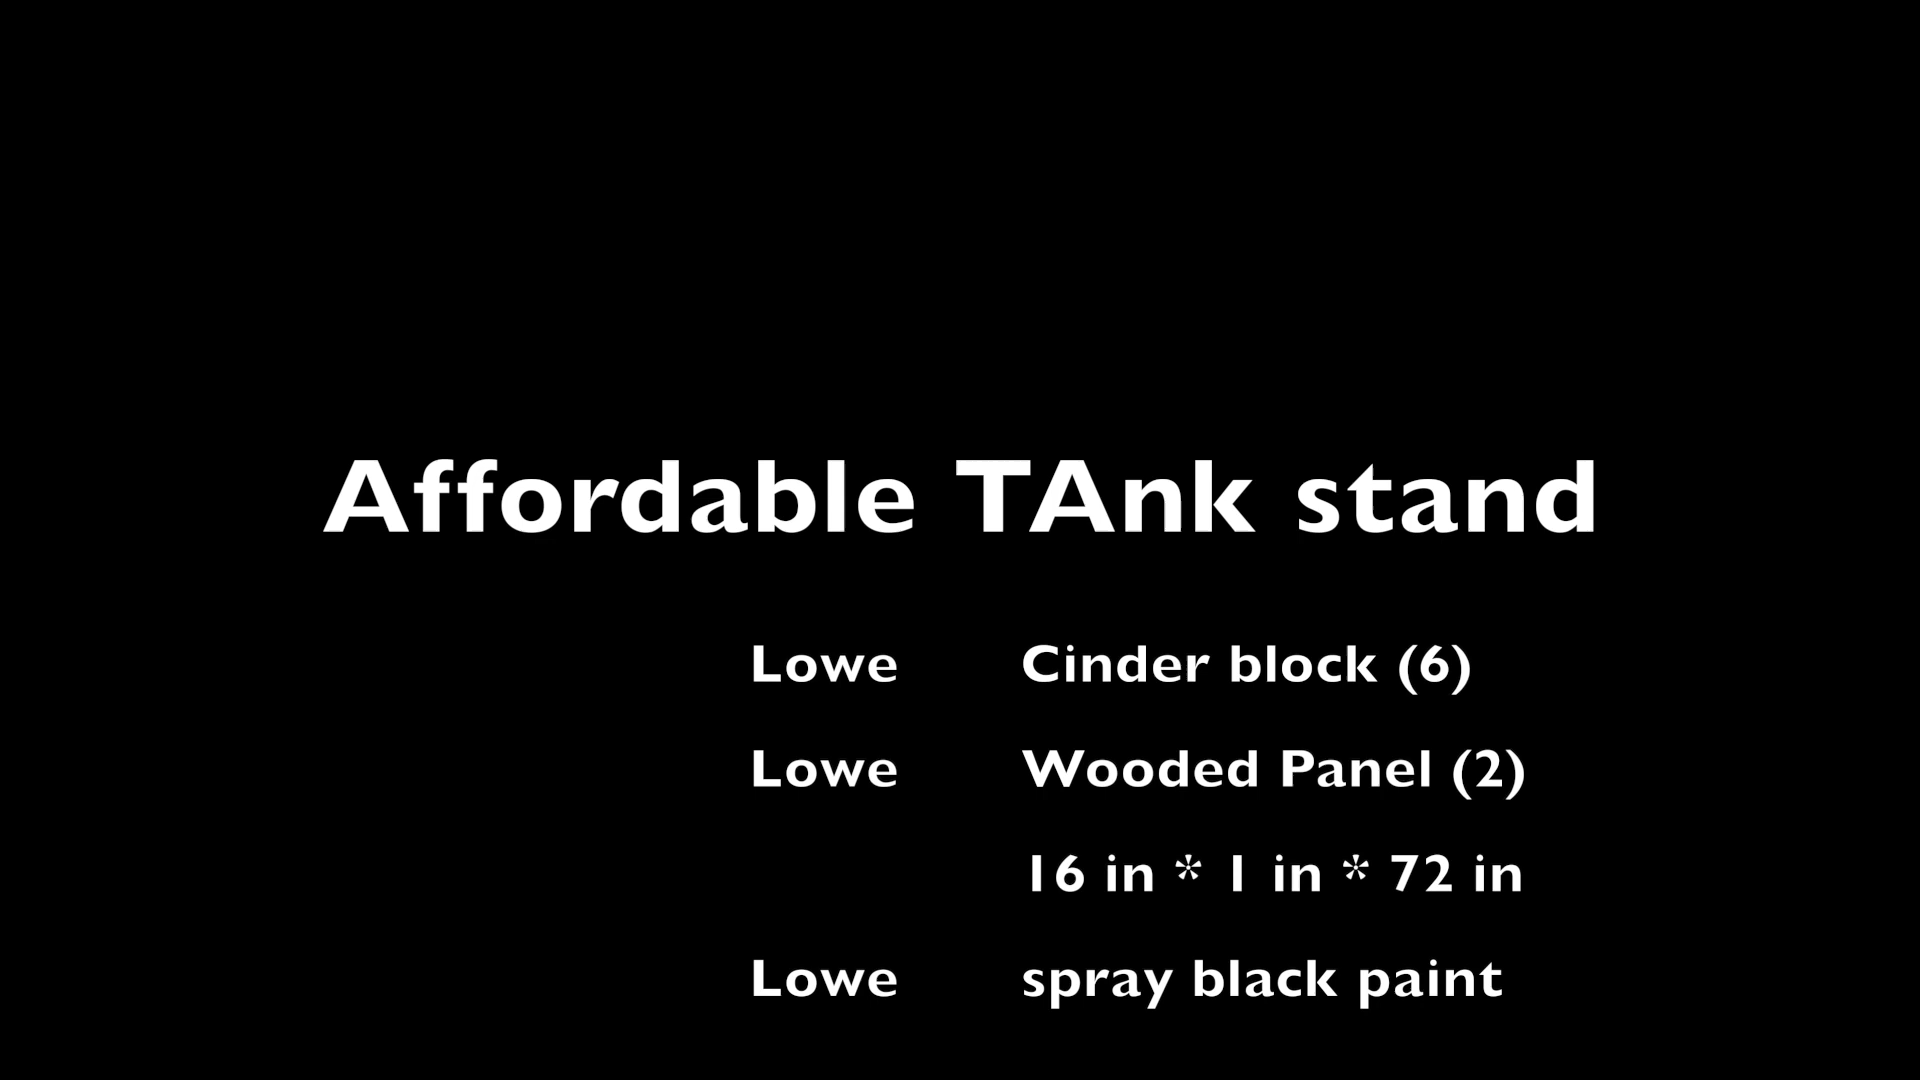 Affordable TAnk stand
Lowe Cinder block (6)
Lowe Wooded Panel (2)
16 in * 1 in * 72 in
Lowe spray black paint